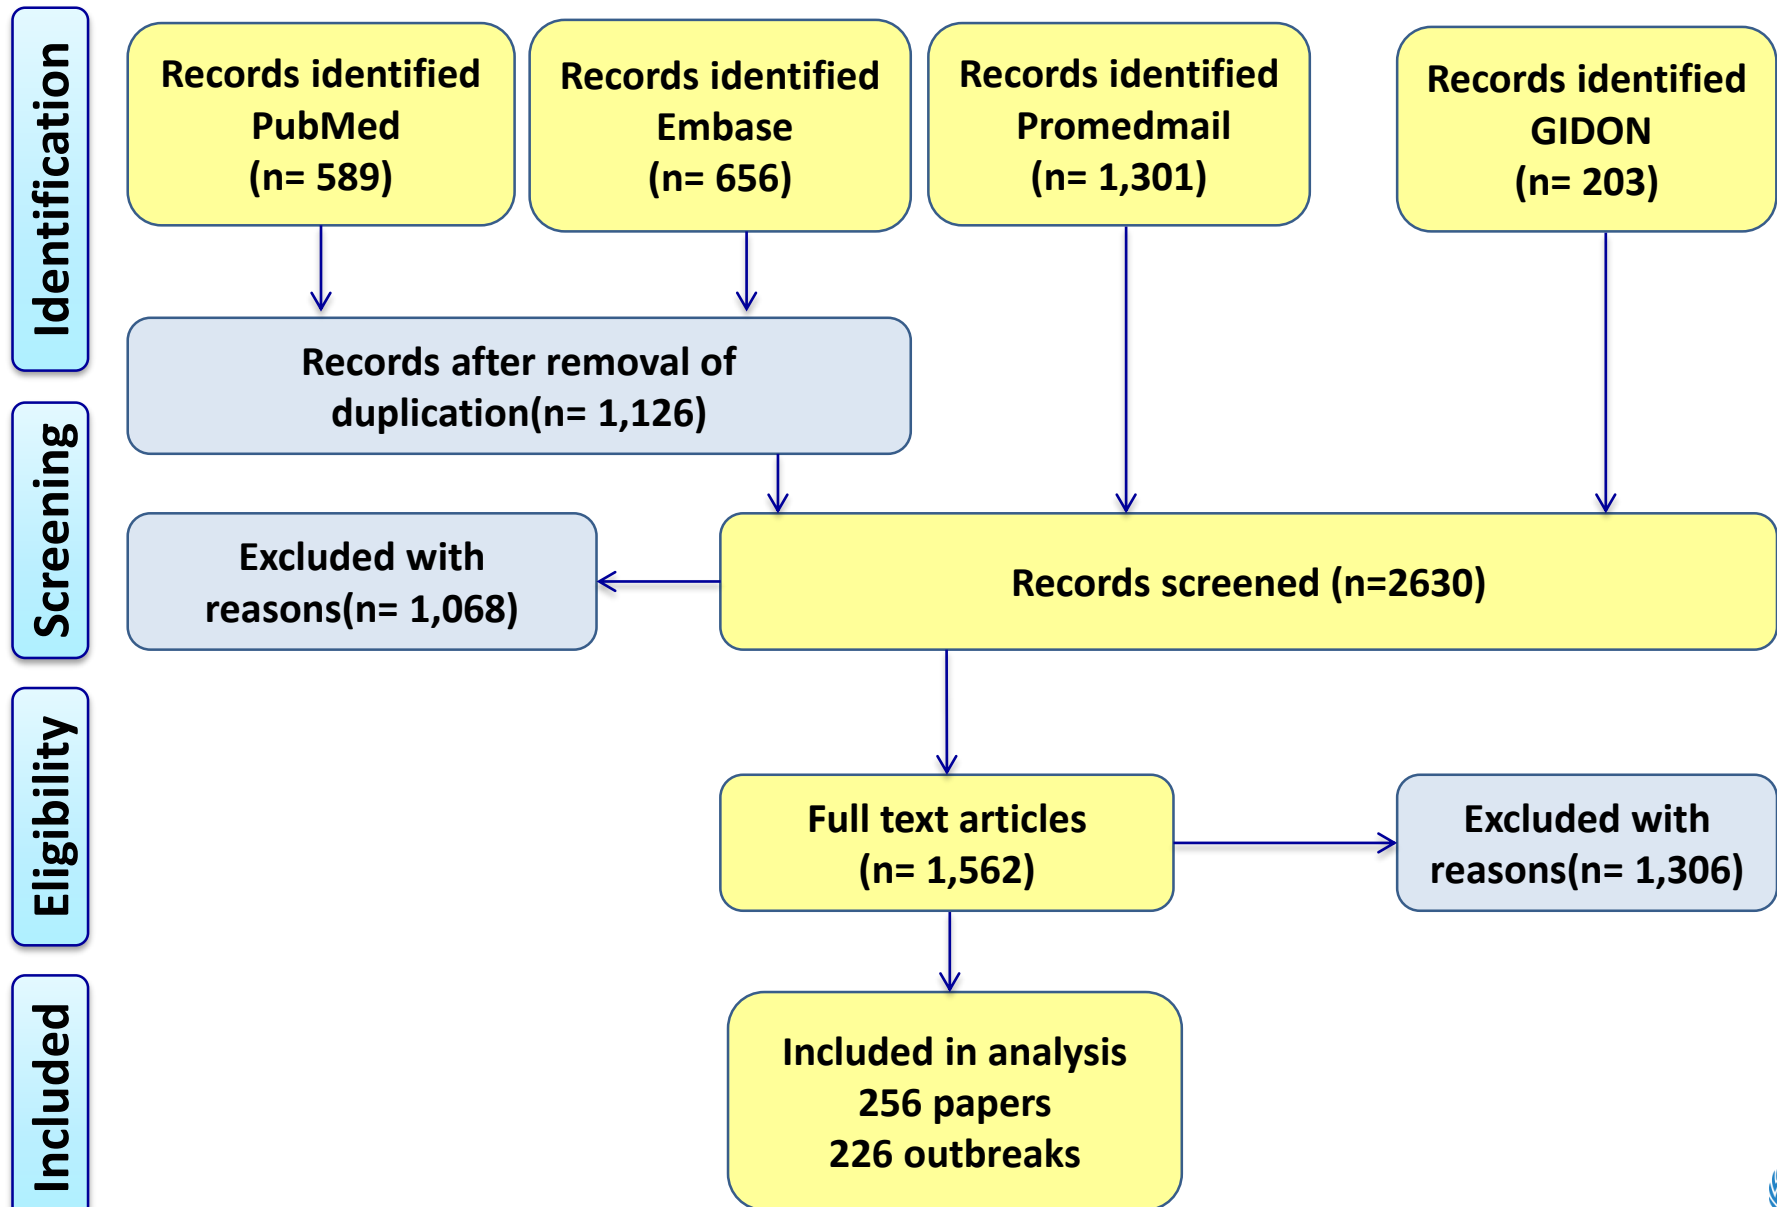 Identification
Records identified
PubMed
(n= 589)
Records identified
Embase
(n= 656)
Records identified
Promedmail
(n= 1,301)
Records identified
GIDON
(n= 203)
Records after removal of
duplication(n= 1,126)
Screening
Excluded with
reasons(n= 1,068)
Records screened (n=2630)
Eligibility
Full text articles
(n= 1,562)
Excluded with
reasons(n= 1,306)
Included
Included in analysis
256 papers
226 outbreaks